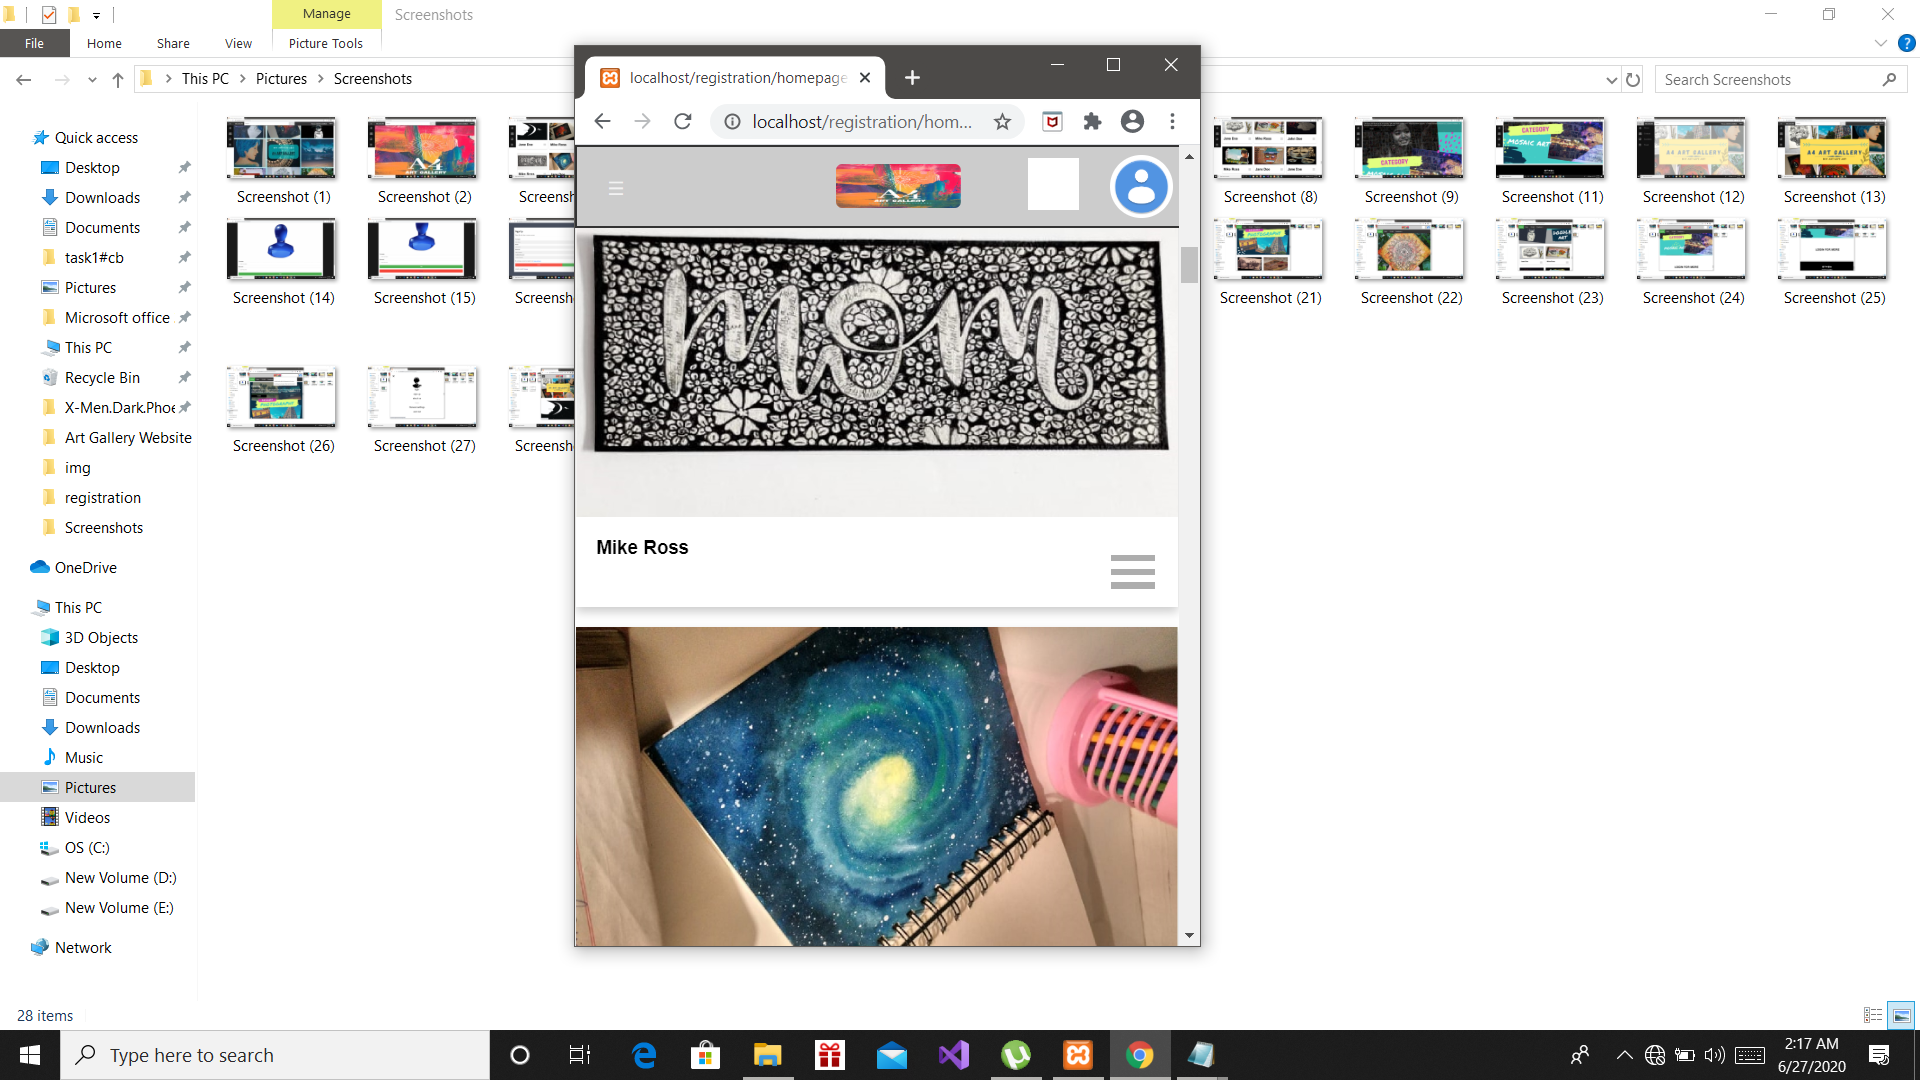 Manage
Screenshots
File
Home
Share
View
Picture Tools
This PC
Pictures
Screenshots
Search Screenshots
localhost/registration/homepage
localhost/registration/hom...
Quick access
Desktop
Downloads
Documents
task1#cb
Pictures
Microsoft office
This PC
Recycle Bin
X-Men.Dark.Phoe
Art Gallery Website
img
registration
Screenshots
OneDrive
This PC
3D Objects
Desktop
Documents
Downloads
Music
Pictures
Videos
OS (C:)
New Volume (D:)
New Volume (E:)
Network
Screenshot (1)
Screenshot (2)
Screensh
Screenshot (8)
Screenshot (9)
Screenshot (11)
Screenshot (12)
Screenshot (13)
Screenshot (14)
Screenshot (15)
Screensh
Screenshot (21)
Screenshot (22)
Screenshot (23)
Screenshot (24)
Screenshot (25)
Screenshot (26)
Screenshot (27)
Screensh
A4
ART GALLERY
mom
Mike Ross
28 items
Type here to search
2:17 AM
6/27/2020